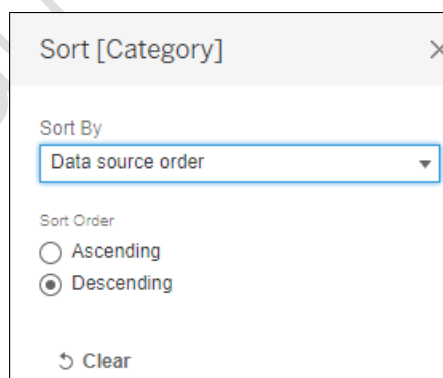 Sort [Category]
Sort By
Data source order
Sort Order
Ascending
Descending
Clear